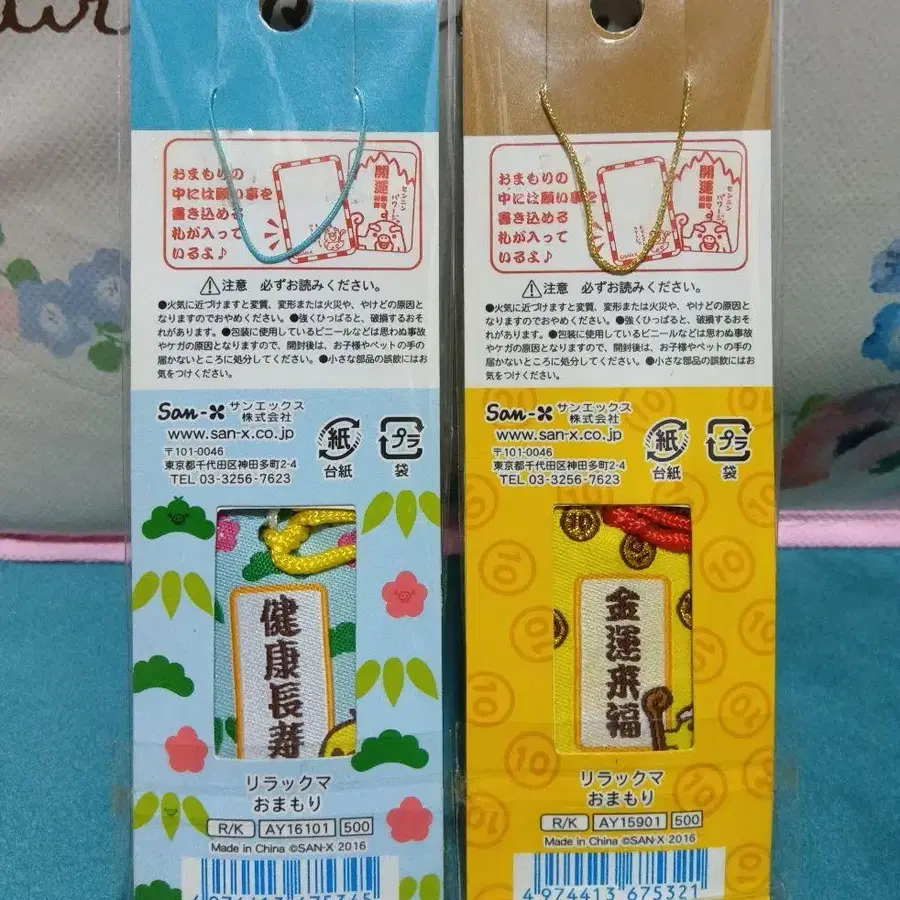 air
おまもりの
中には願い事を
書き込める
札が入って
いるよ♪
開運
センニン
パワー
⚠注意 必ずお読みください。
●火気に近づけますと変質、変形または火災や、やけどの原因と
なりますのでおやめください。●強くひっぱると、破損するおそ
れがあります。●包装に使用しているビニールなどは思わぬ事故
やケガの原因となりますので、開封後は、お子様やペットの手の
届かないところに処分してください。●小さな部品の誤飲にはお
気をつけください。
San-X サンエックス
株式会社
www.san-x.co.jp
〒101-0046
東京都千代田区神田多町2-4
TEL 03-3256-7623
紙
台紙
プラ
袋
健康長寿
リラックマ
おまもり
R/K AY16101 500
Made in China ©SAN-X 2016
4974413 675345
おまもりの
中には願い事を
書き込める
札が入って
いるよ♪
開運
センニン
パワー
⚠注意 必ずお読みください。
●火気に近づけますと変質、変形または火災や、やけどの原因と
なりますのでおやめください。●強くひっぱると、破損するおそ
れがあります。●包装に使用しているビニールなどは思わぬ事故
やケガの原因となりますので、開封後は、お子様やペットの手の
届かないところに処分してください。●小さな部品の誤飲にはお
気をつけください。
San-X サンエックス
株式会社
www.san-x.co.jp
〒101-0046
東京都千代田区神田多町2-4
TEL 03-3256-7623
紙
台紙
プラ
袋
金運来福
リラックマ
おまもり
R/K AY15901 500
Made in China ©SAN-X 2016
4974413 675321